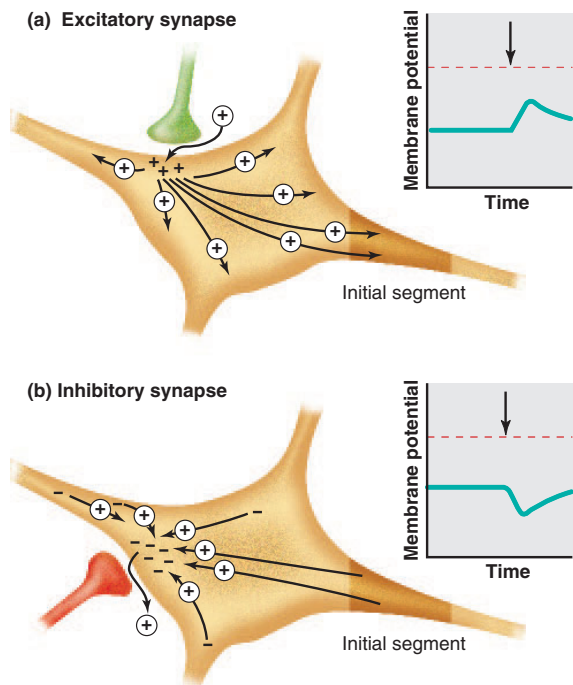 (a) Excitatory synapse
+
+
+
+
+ + +
+
+
+
+
Initial segment
Membrane potential
Time
(b) Inhibitory synapse
–
+
–
+
+
–
– – –
– –
– –
+
+
+
+
–
Initial segment
Membrane potential
Time